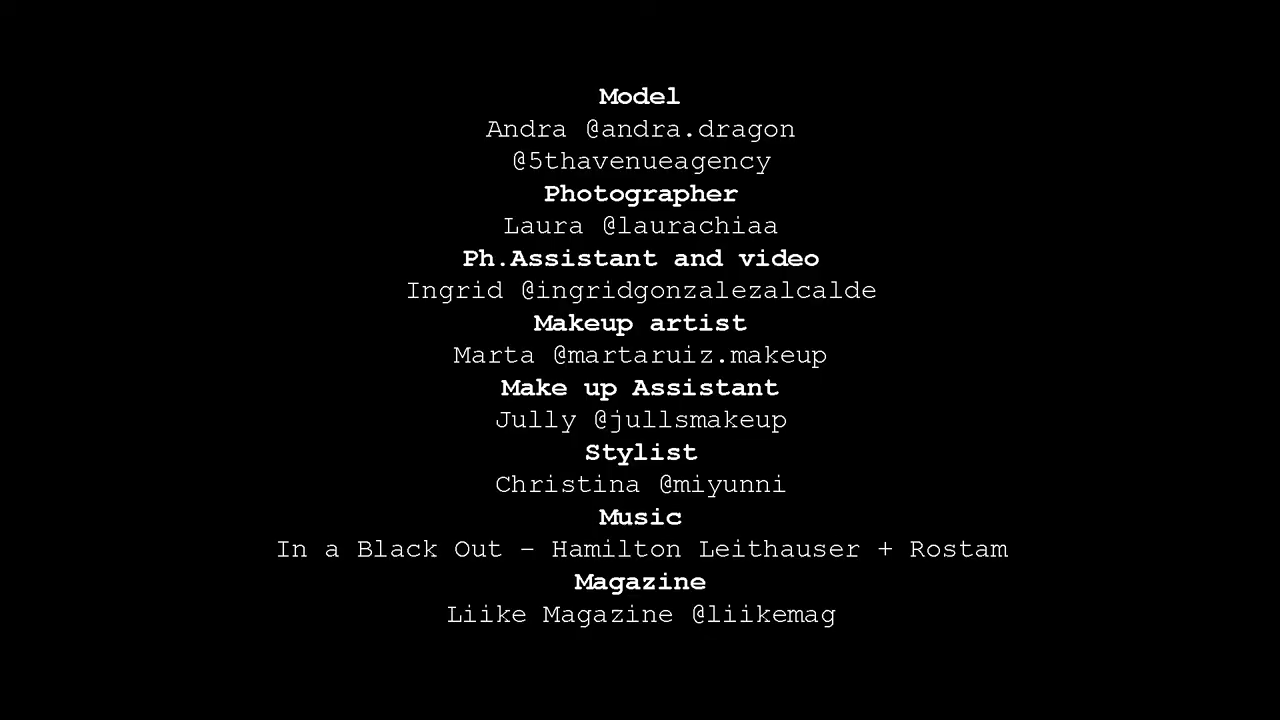 Model
Andra @andra.dragon
@5thavenueagency
Photographer
Laura @laurachiaa
Ph.Assistant and video
Ingrid @ingridgonzalezalcalde
Makeup artist
Marta @martaruiz.makeup
Make up Assistant
Jully @jullsmakeup
Stylist
Christina @miyunni
Music
In a Black Out – Hamilton Leithauser + Rostam
Magazine
Liike Magazine @liikemag